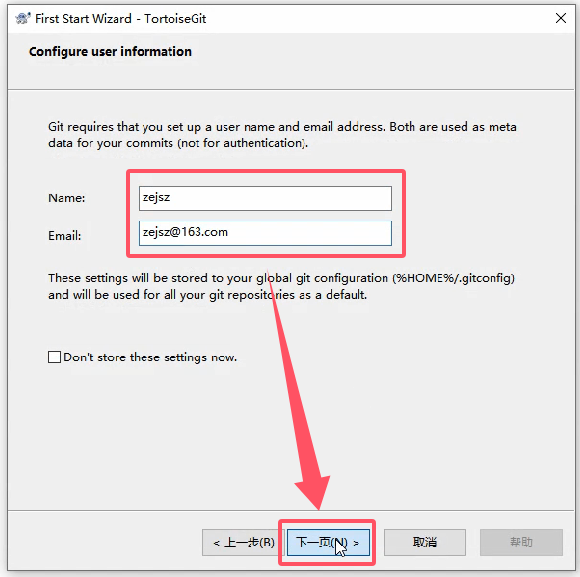 First Start Wizard - TortoiseGit
Configure user information
Git requires that you set up a user name and email address. Both are used as meta
data for your commits (not for authentication).
Name:
zejsz
Email:
zejsz@163.com
These settings will be stored to your global git configuration (%HOME%/.gitconfig)
and will be used for all your git repositories as a default.
Don't store these settings now.
< 上一步(B) 下一页(N) > 取消 帮助